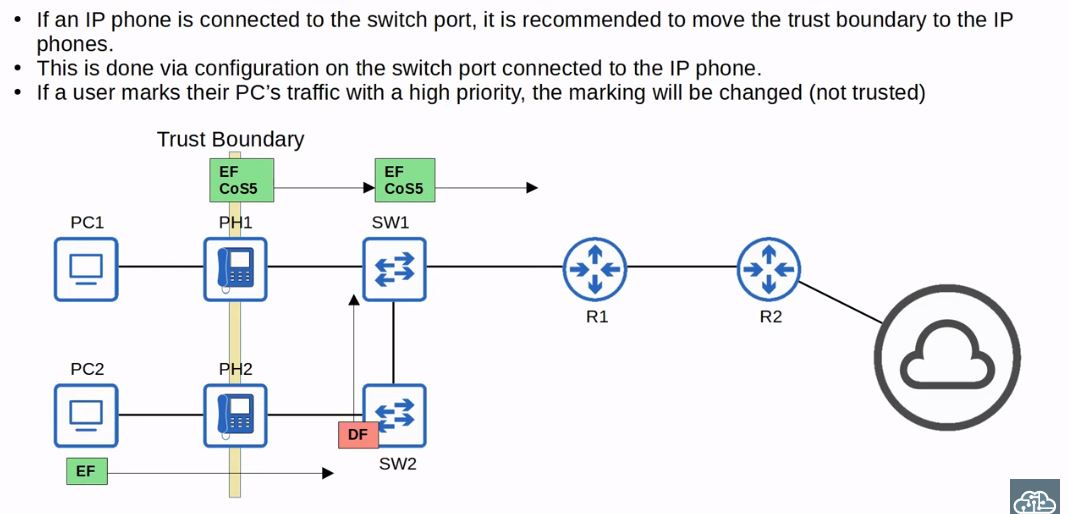 • If an IP phone is connected to the switch port, it is recommended to move the trust boundary to the IP
phones.
• This is done via configuration on the switch port connected to the IP phone.
• If a user marks their PC’s traffic with a high priority, the marking will be changed (not trusted)
Trust Boundary
EF
CoS5
EF
CoS5
PC1
PH1
SW1
R1
R2
PC2
PH2
DF
SW2
EF